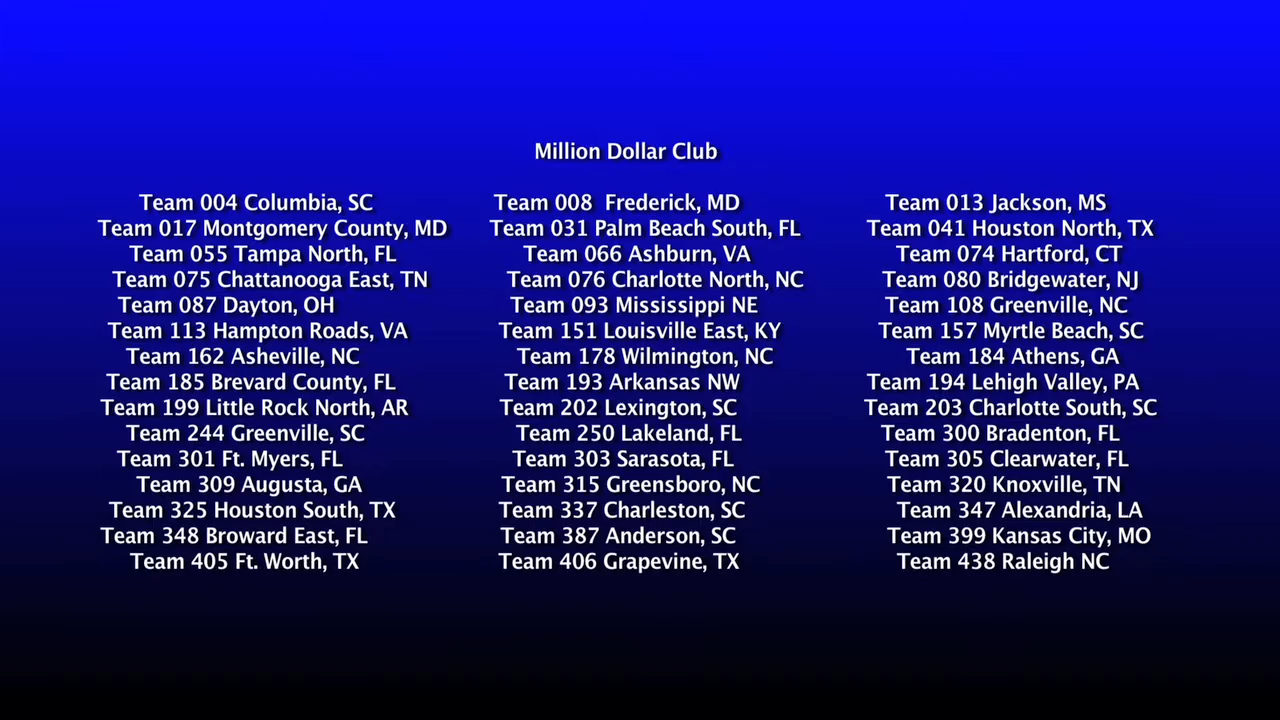 Million Dollar Club
Team 004 Columbia, SC Team 008  Frederick, MD Team 013 Jackson, MS
Team 017 Montgomery County, MD Team 031 Palm Beach South, FL Team 041 Houston North, TX
Team 055 Tampa North, FL Team 066 Ashburn, VA Team 074 Hartford, CT
Team 075 Chattanooga East, TN Team 076 Charlotte North, NC Team 080 Bridgewater, NJ
Team 087 Dayton, OH Team 093 Mississippi NE Team 108 Greenville, NC
Team 113 Hampton Roads, VA Team 151 Louisville East, KY Team 157 Myrtle Beach, SC
Team 162 Asheville, NC Team 178 Wilmington, NC Team 184 Athens, GA
Team 185 Brevard County, FL Team 193 Arkansas NW Team 194 Lehigh Valley, PA
Team 199 Little Rock North, AR Team 202 Lexington, SC Team 203 Charlotte South, SC
Team 244 Greenville, SC Team 250 Lakeland, FL Team 300 Bradenton, FL
Team 301 Ft. Myers, FL Team 303 Sarasota, FL Team 305 Clearwater, FL
Team 309 Augusta, GA Team 315 Greensboro, NC Team 320 Knoxville, TN
Team 325 Houston South, TX Team 337 Charleston, SC Team 347 Alexandria, LA
Team 348 Broward East, FL Team 387 Anderson, SC Team 399 Kansas City, MO
Team 405 Ft. Worth, TX Team 406 Grapevine, TX Team 438 Raleigh NC